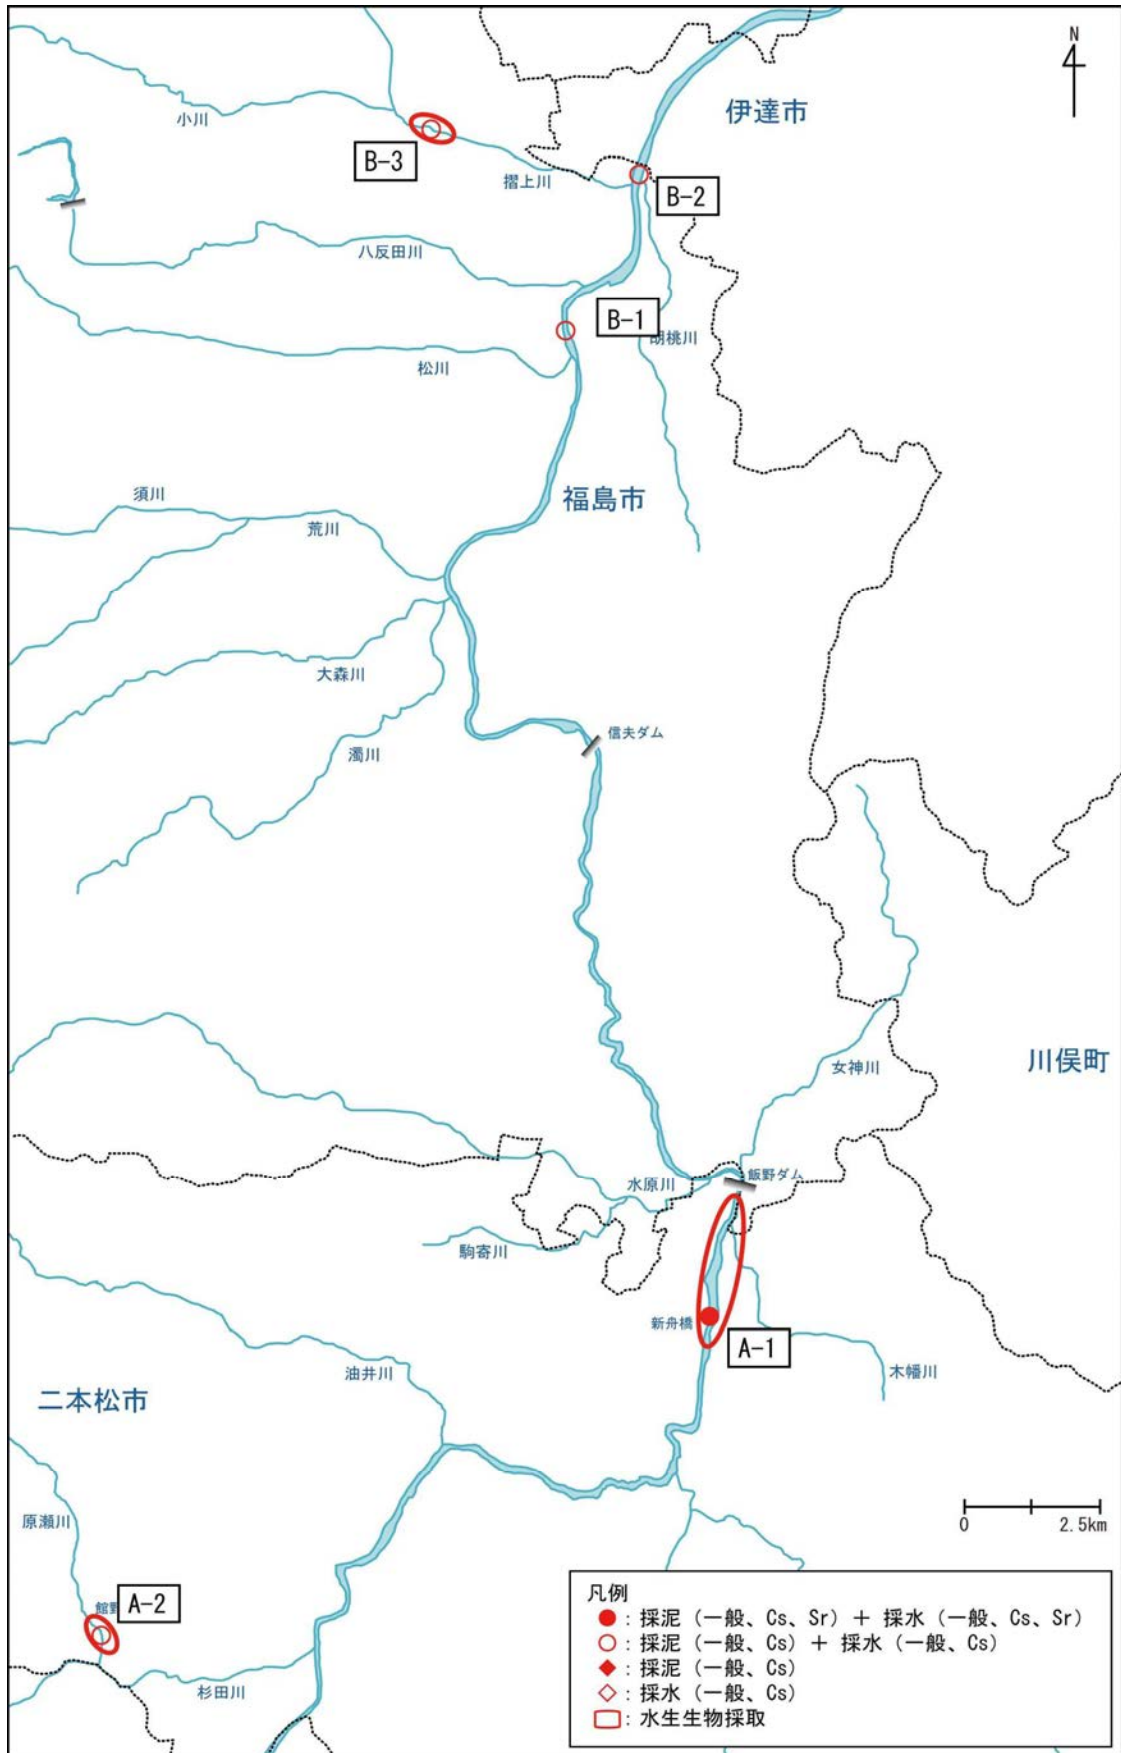 N
伊達市
小川
B-3
摺上川
B-2
八反田川
B-1
胡桃川
松川
須川
福島市
荒川
大森川
信夫ダム
濁川
川俣町
女神川
飯野ダム
水原川
駒寄川
新舟橋
A-1
木幡川
油井川
二本松市
原瀬川
0 2.5km
館野
A-2
杉田川
凡例
：採泥（一般、Cs、Sr）＋ 採水（一般、Cs、Sr）
：採泥（一般、Cs）＋ 採水（一般、Cs）
：採泥（一般、Cs）
：採水（一般、Cs）
：水生生物採取